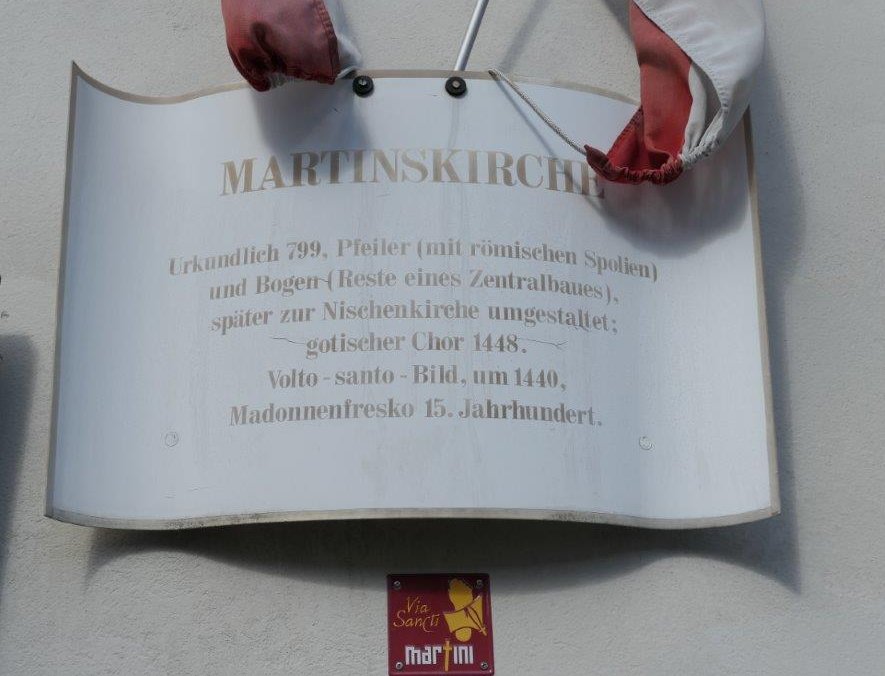 MARTINSKIRCHE
Urkundlich 799, Pfeiler (mit römischen Spolien)
und Bogen (Reste eines Zentralbaues),
später zur Nischenkirche umgestaltet;
gotischer Chor 1448.
Volto - santo - Bild, um 1440,
Madonnenfresko 15. Jahrhundert.
Via
Sancti
martini